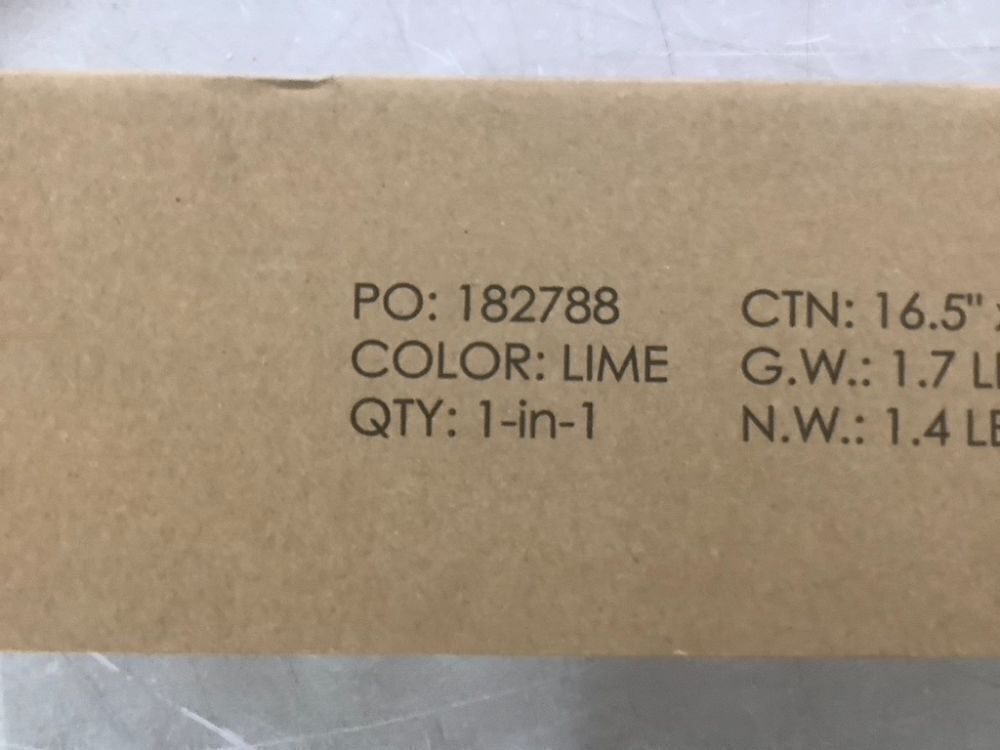 PO: 182788
COLOR: LIME
QTY: 1-in-1
CTN: 16.5"
G.W.: 1.7
N.W.: 1.4